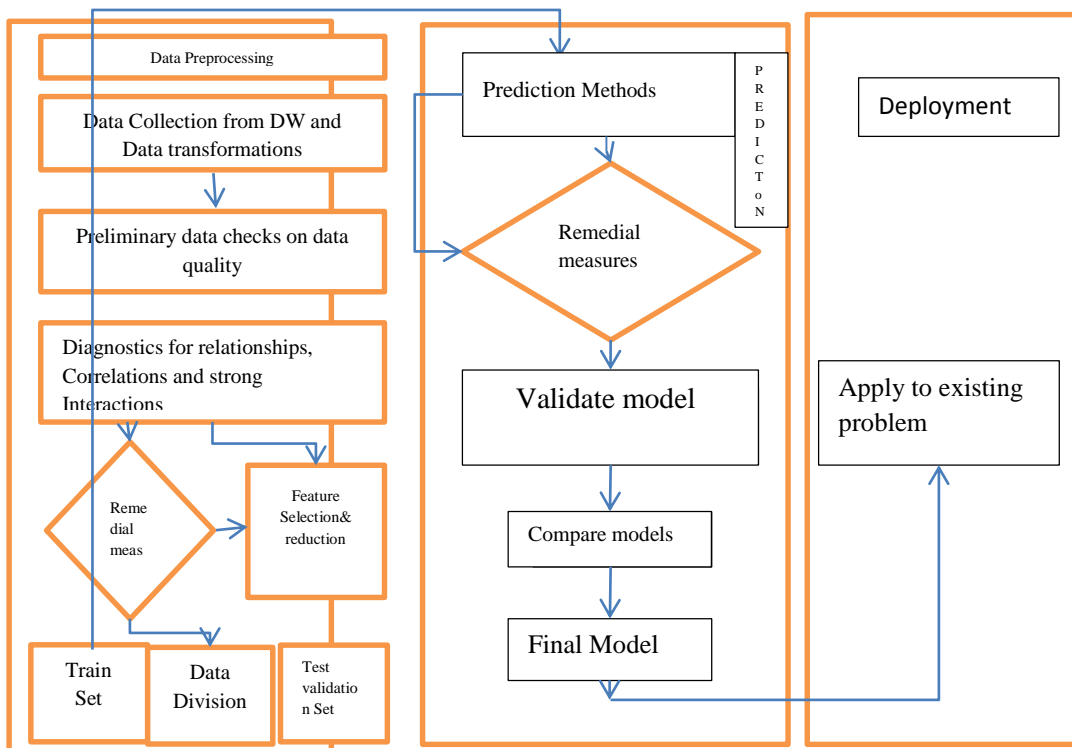 Data Preprocessing
Data Collection from DW and
Data transformations
Preliminary data checks on data
quality
Diagnostics for relationships,
Correlations and strong
Interactions
Reme
dial
meas
Feature
Selection&
reduction
Train
Set
Data
Division
Test
validatio
n Set
Prediction Methods
P
R
E
D
I
C
T
o
N
Remedial
measures
Validate model
Compare models
Final Model
Deployment
Apply to existing
problem